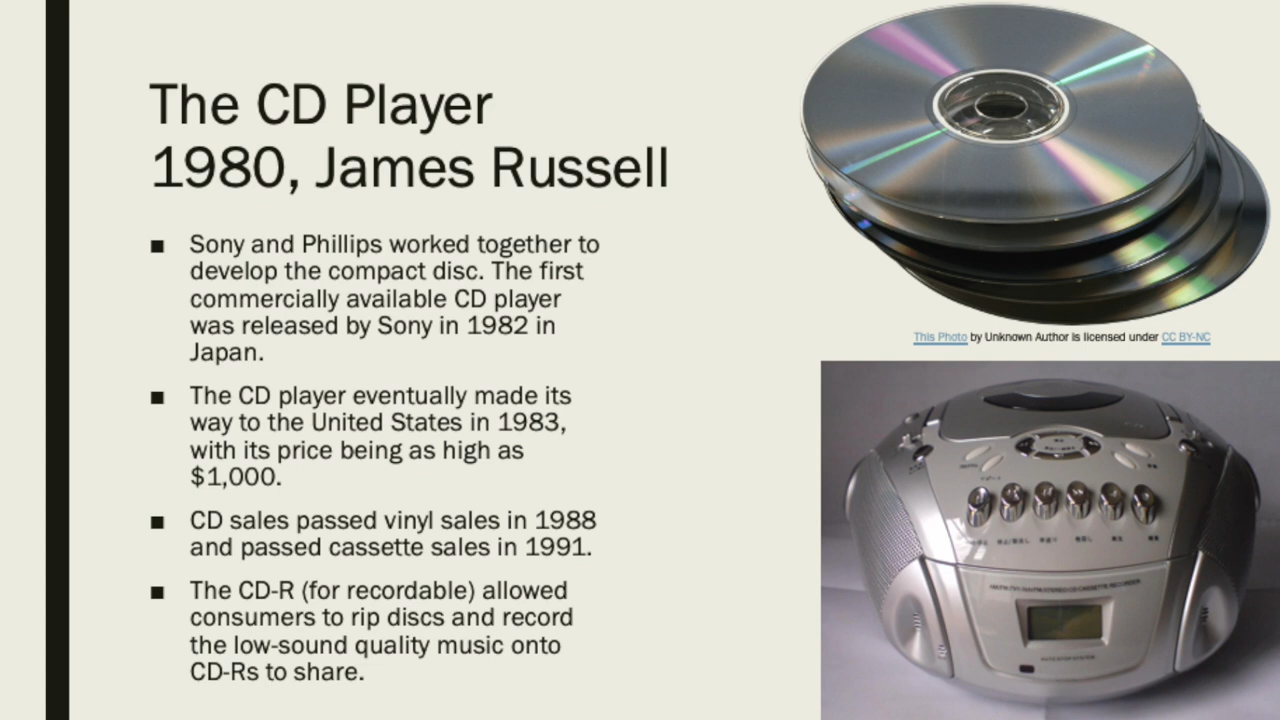 The CD Player
1980, James Russell
■ Sony and Phillips worked together to
develop the compact disc. The first
commercially available CD player
was released by Sony in 1982 in
Japan.
■ The CD player eventually made its
way to the United States in 1983,
with its price being as high as
$1,000.
■ CD sales passed vinyl sales in 1988
and passed cassette sales in 1991.
■ The CD-R (for recordable) allowed
consumers to rip discs and record
the low-sound quality music onto
CD-Rs to share.
This Photo by Unknown Author is licensed under CC BY-NC